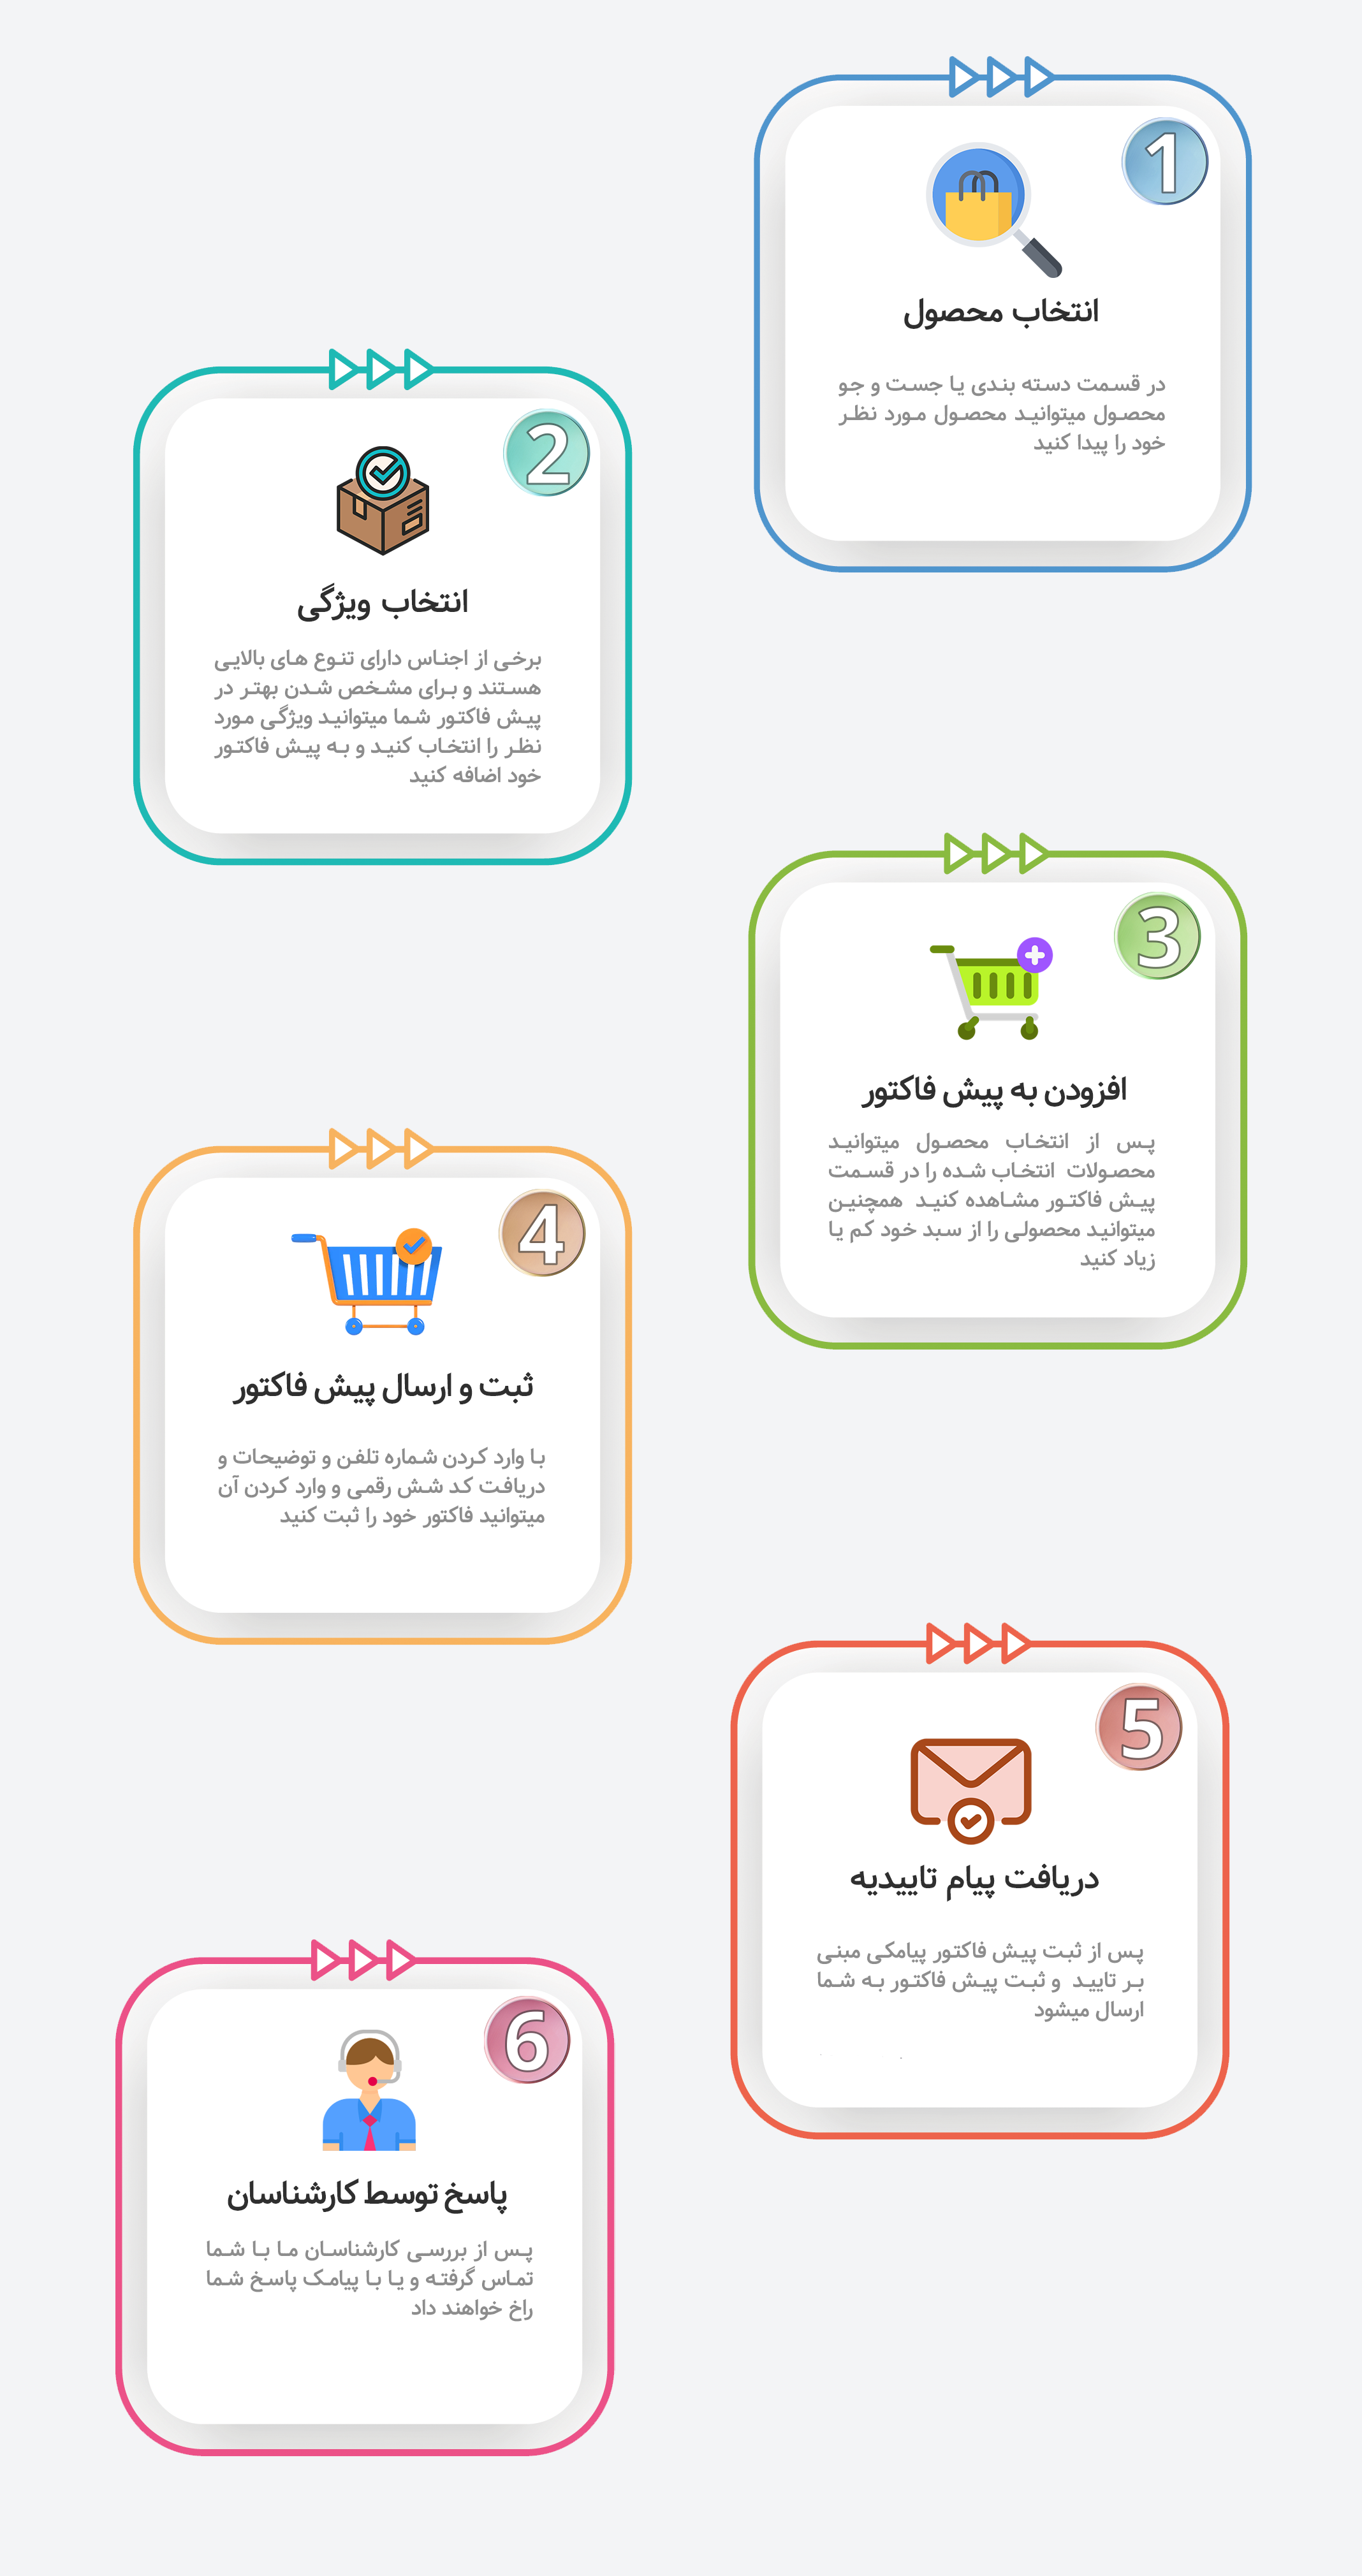 1
انتخاب محصول
در قسمت دسته بندی یا جست و جو
محصول میتوانید محصول مورد نظر
خود را پیدا کنید
2
انتخاب ویژگی
برخی از اجناس دارای تنوع های بالایی
هستند و برای مشخص شدن بهتر در
پیش فاکتور شما میتوانید ویژگی مورد
نظر را انتخاب کنید و به پیش فاکتور
خود اضافه کنید
3
افزودن به پیش فاکتور
پس از انتخاب محصول میتوانید
محصولات انتخاب شده را در قسمت
پیش فاکتور مشاهده کنید همچنین
میتوانید محصولی را از سبد خود کم یا
زیاد کنید
4
ثبت و ارسال پیش فاکتور
با وارد کردن شماره تلفن و توضیحات و
دریافت کد شش رقمی و وارد کردن آن
میتوانید فاکتور خود را ثبت کنید
5
دریافت پیام تاییدیه
پس از ثبت پیش فاکتور پیامکی مبنی
بر تایید و ثبت پیش فاکتور به شما
ارسال میشود
6
پاسخ توسط کارشناسان
پس از بررسی کارشناسان ما با شما
تماس گرفته و یا با پیامک پاسخ شما
راخ خواهند داد